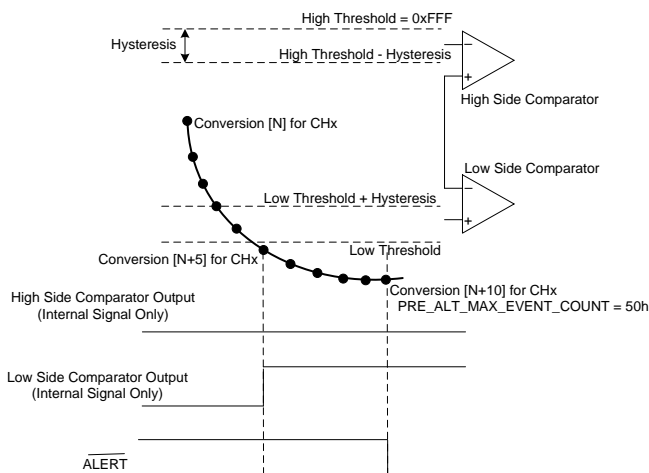 High Threshold = 0xFFF
Hysteresis
High Threshold - Hysteresis
High Side Comparator
Conversion [N] for CHx
Low Side Comparator
Low Threshold + Hysteresis
Low Threshold
Conversion [N+5] for CHx
Conversion [N+10] for CHx
PRE_ALT_MAX_EVENT_COUNT = 50h
High Side Comparator Output
(Internal Signal Only)
Low Side Comparator Output
(Internal Signal Only)
ALERT